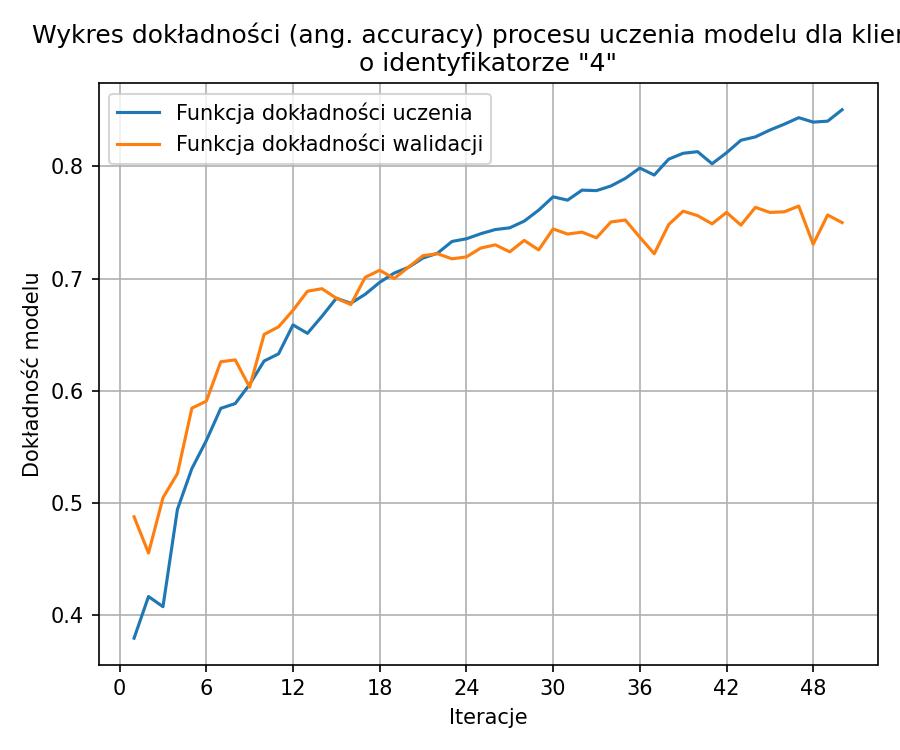 Wykres dokładności (ang. accuracy) procesu uczenia modelu dla
o identyfikatorze "4"
Funkcja dokładności uczenia
Funkcja dokładności walidacji
0.8
0.7
0.6
0.5
0.4
Dokładność modelu
0 6 12 18 24 30 36 42 48
Iteracje